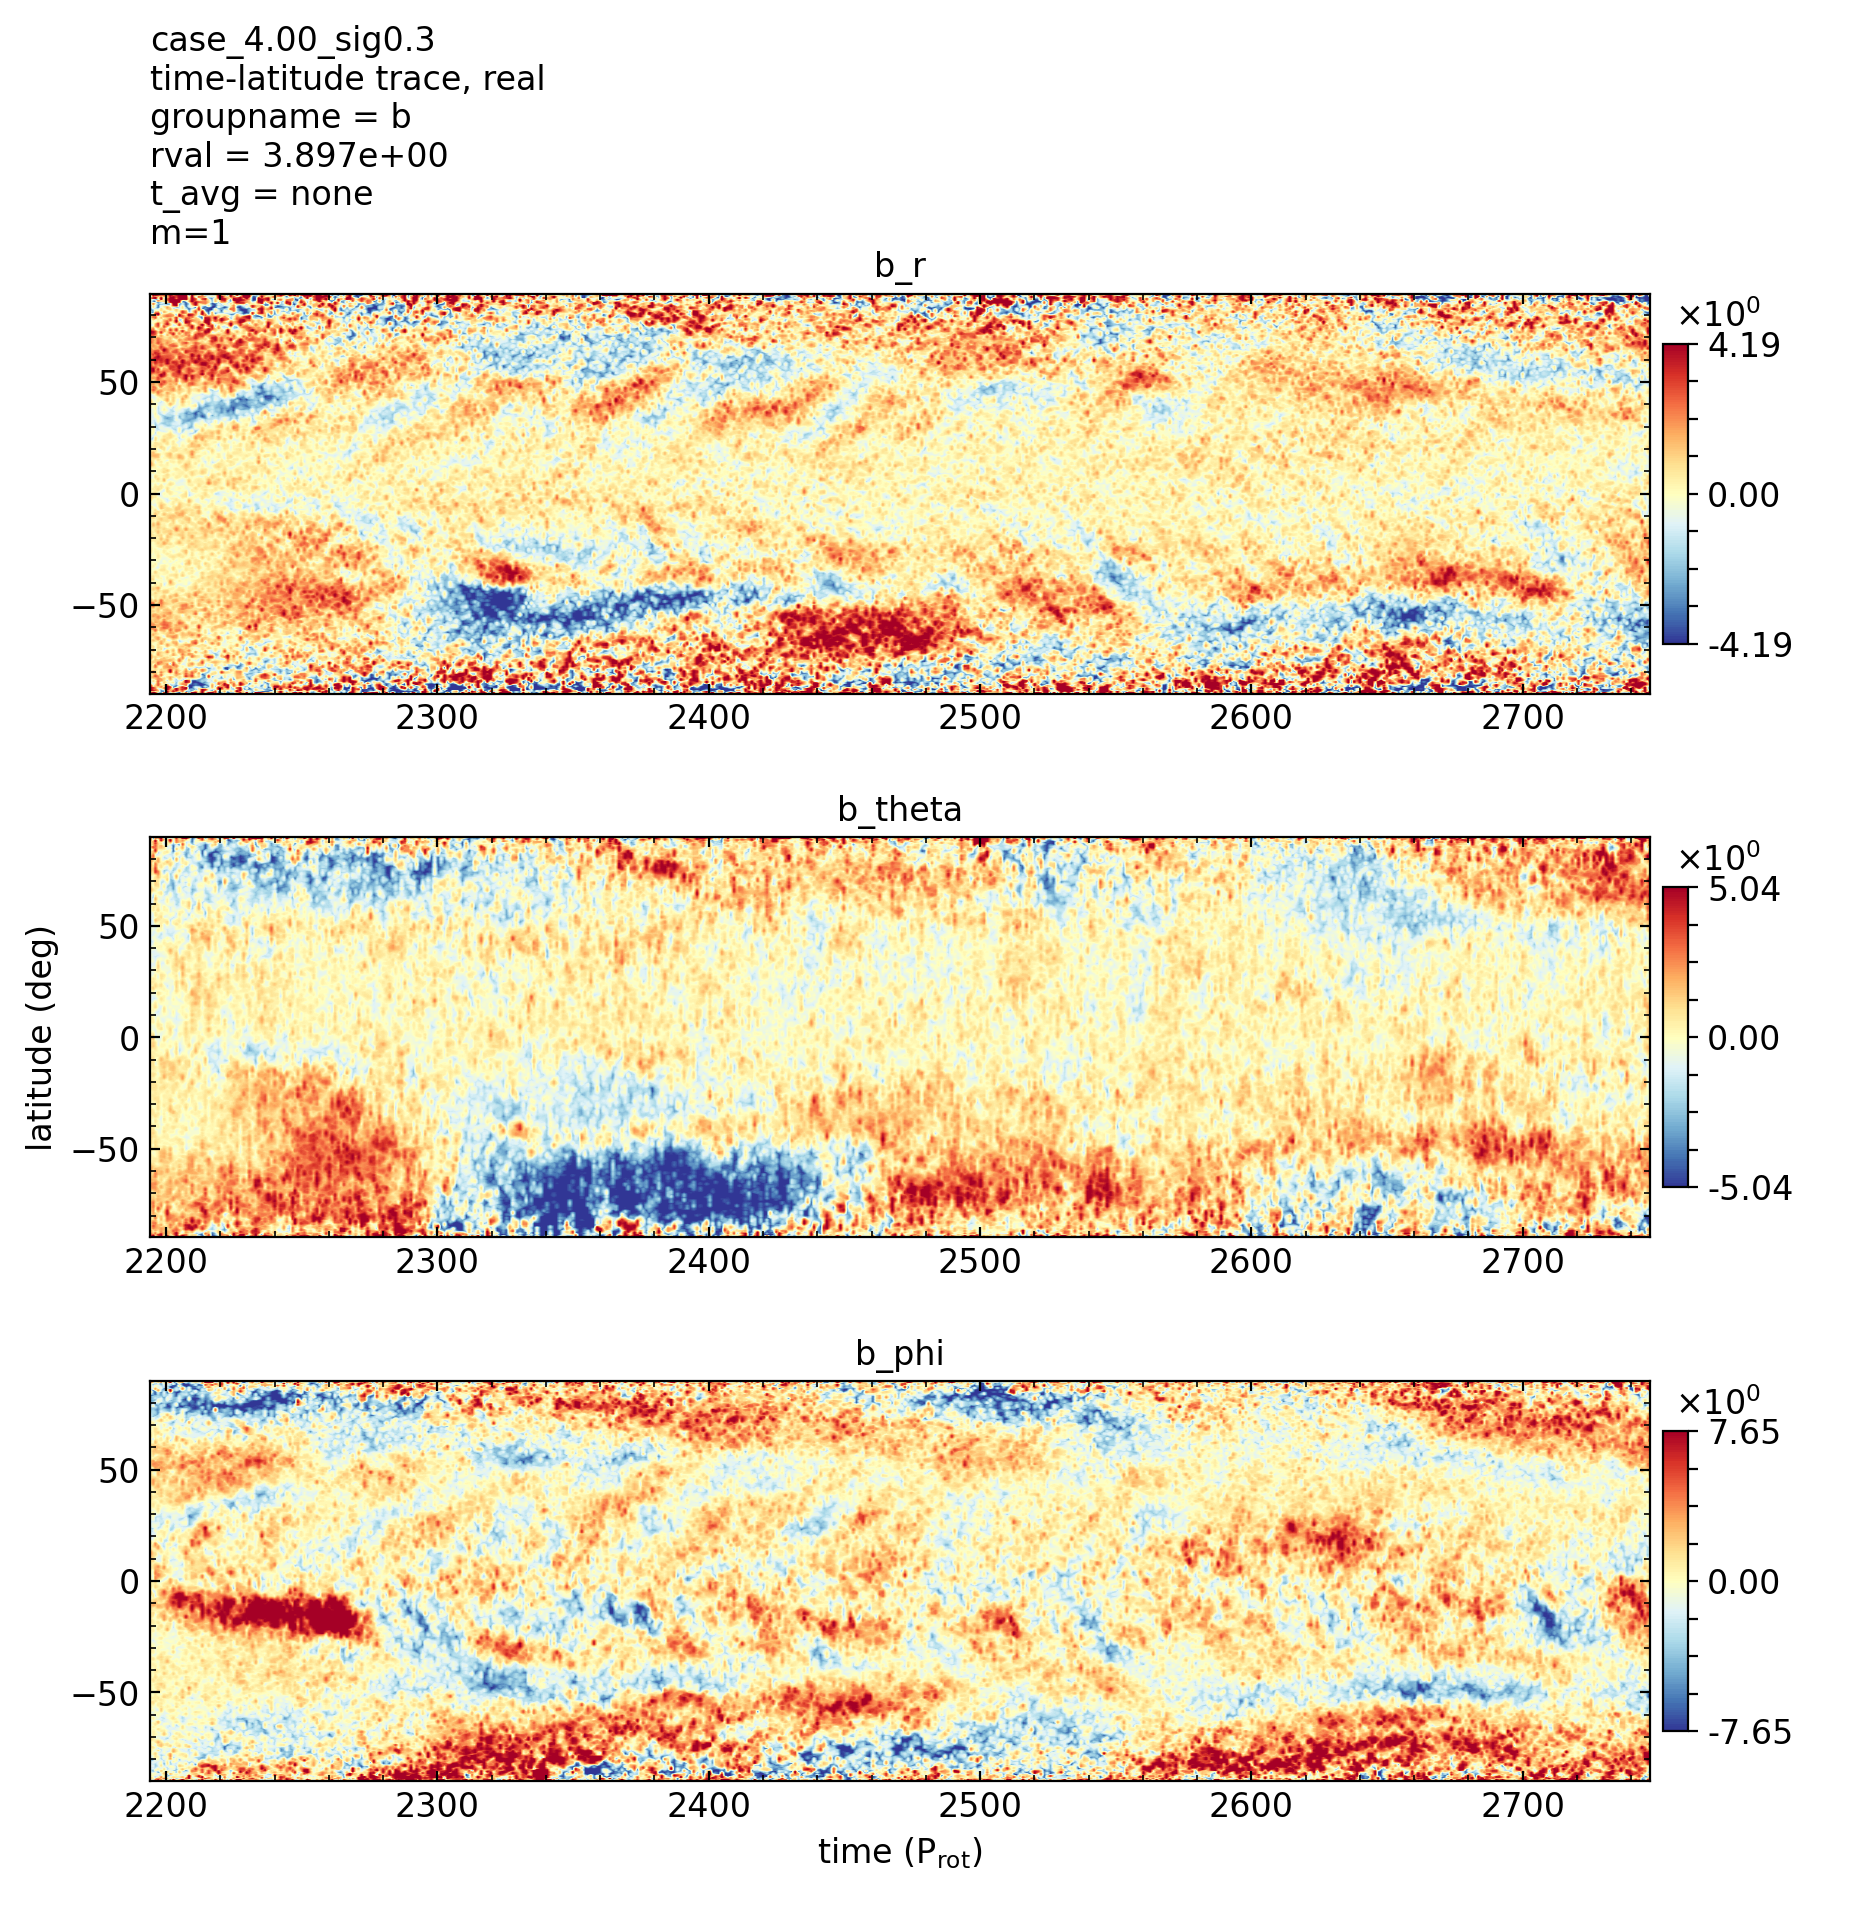 case_4.00_sig0.3
time-latitude trace, real
groupname = b
rval = 3.897e+00
t_avg = none
m=1
b_r
×10⁰
4.19
0.00
-4.19
50
0
−50
2200 2300 2400 2500 2600 2700
b_theta
×10⁰
5.04
0.00
-5.04
latitude (deg)
50
0
−50
2200 2300 2400 2500 2600 2700
b_phi
×10⁰
7.65
0.00
-7.65
50
0
−50
2200 2300 2400 2500 2600 2700
time (P_rot)